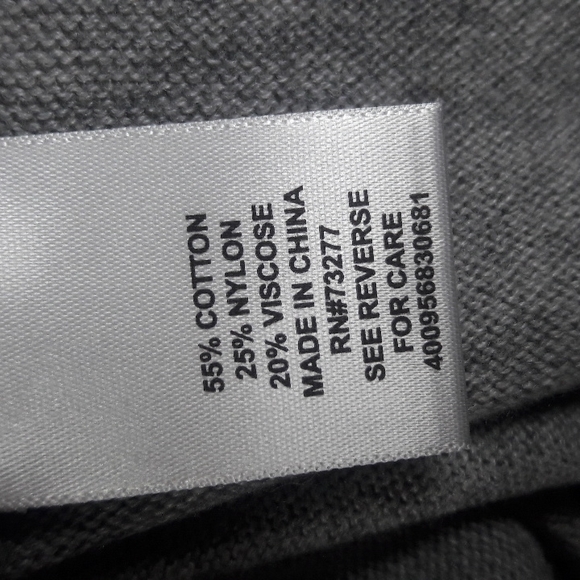 55% COTTON
25% NYLON
20% VISCOSE
MADE IN CHINA
RN#73277
SEE REVERSE
FOR CARE
400956830681